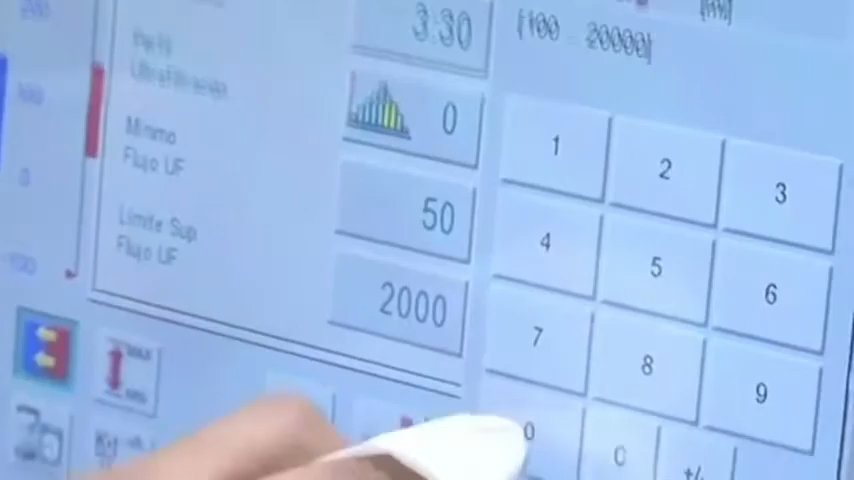 3:30
(100 - 20000)
Perfil
Ultrafiltración
0
Mínimo
Flujo UF
50
Límite Sup
Flujo UF
2000
1
2
3
4
5
6
7
8
9
0
C
+/-